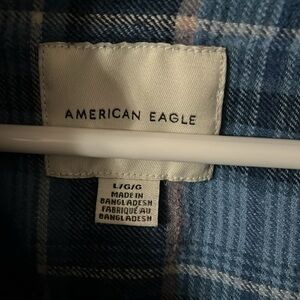 AMERICAN EAGLE
L/G/G
MADE IN
BANGLADESH
FABRIQUÉ AU
BANGLADESH